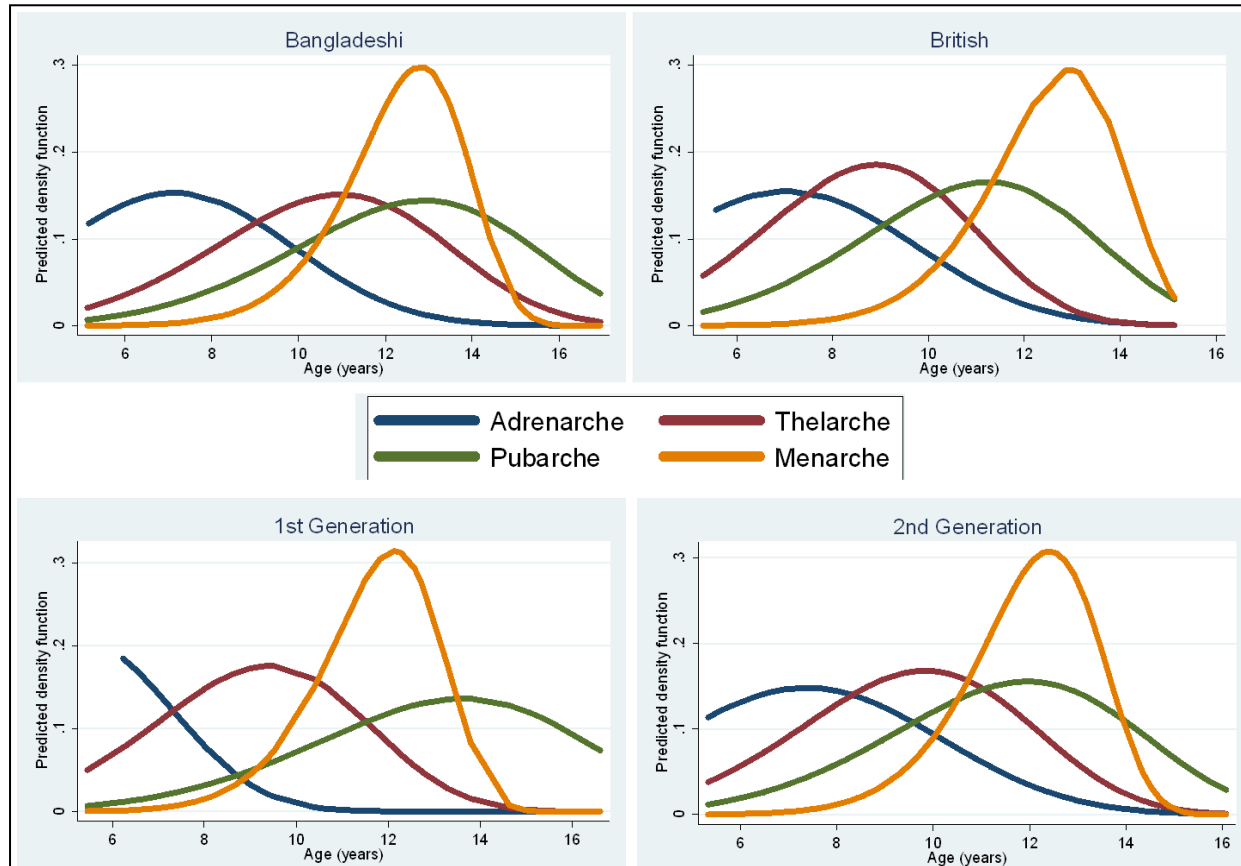 Bangladeshi
Predicted density function
0 .1 .2 .3
6 8 10 12 14 16
Age (years)
British
Predicted density function
0 .1 .2 .3
6 8 10 12 14 16
Age (years)
Adrenarche Thelarche
Pubarche Menarche
1st Generation
Predicted density function
0 .1 .2 .3
6 8 10 12 14 16
Age (years)
2nd Generation
Predicted density function
0 .1 .2 .3
6 8 10 12 14 16
Age (years)